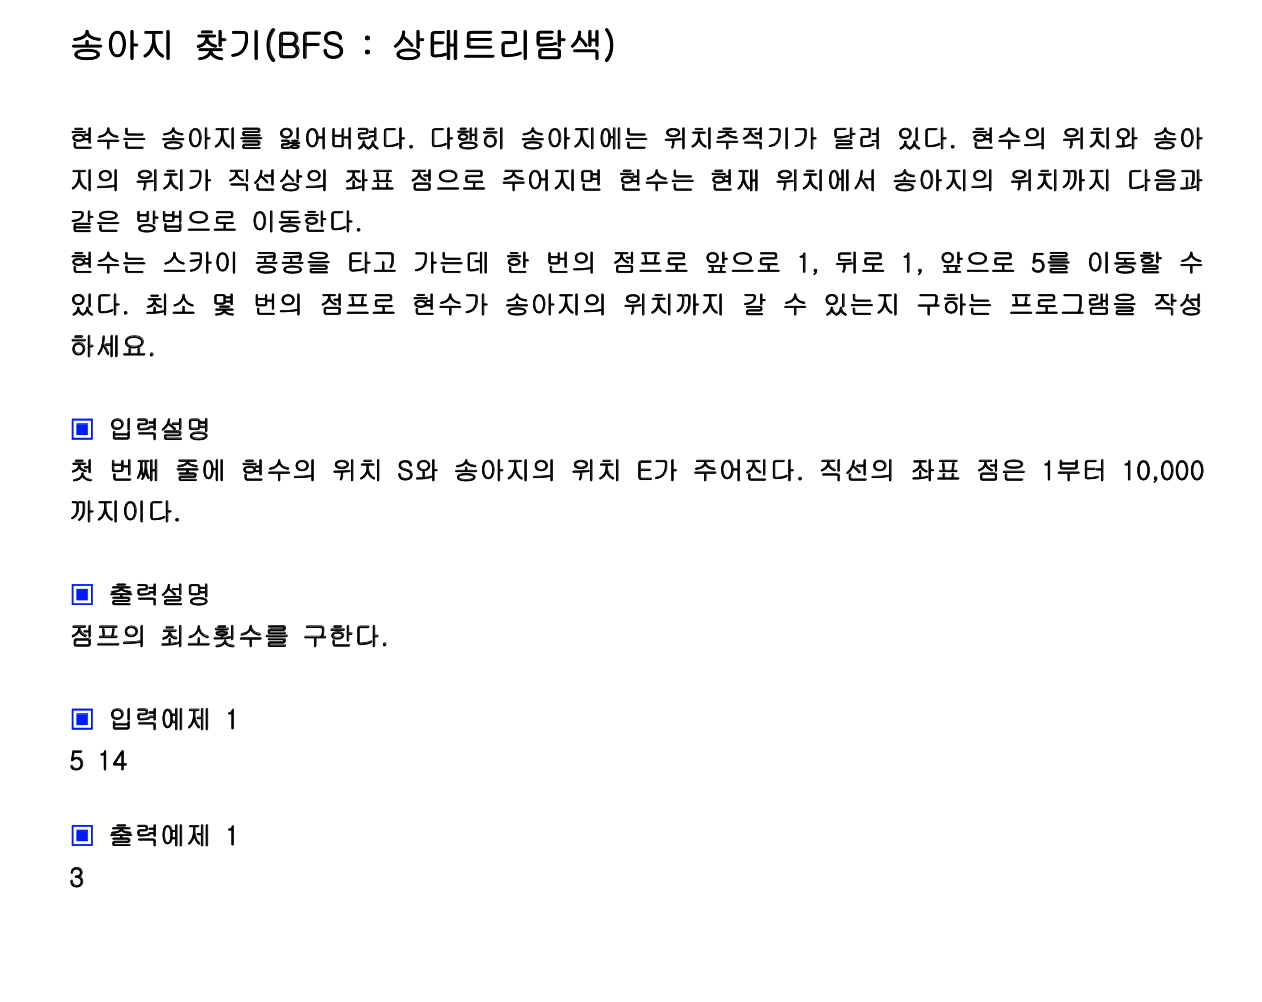 송아지 찾기(BFS : 상태트리탐색)
현수는 송아지를 잃어버렸다. 다행히 송아지에는 위치추적기가 달려 있다. 현수의 위치와 송아
지의 위치가 직선상의 좌표 점으로 주어지면 현수는 현재 위치에서 송아지의 위치까지 다음과
같은 방법으로 이동한다.
현수는 스카이 콩콩을 타고 가는데 한 번의 점프로 앞으로 1, 뒤로 1, 앞으로 5를 이동할 수
있다. 최소 몇 번의 점프로 현수가 송아지의 위치까지 갈 수 있는지 구하는 프로그램을 작성
하세요.
▣ 입력설명
첫 번째 줄에 현수의 위치 S와 송아지의 위치 E가 주어진다. 직선의 좌표 점은 1부터 10,000
까지이다.
▣ 출력설명
점프의 최소횟수를 구한다.
▣ 입력예제 1
5 14
▣ 출력예제 1
3